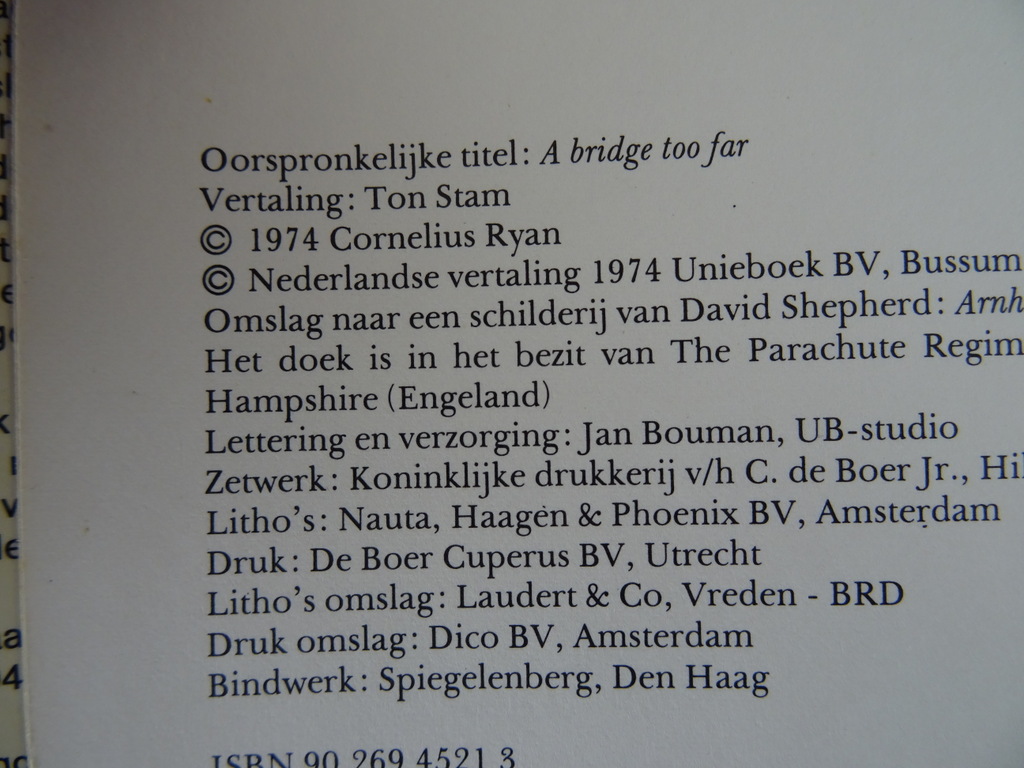 Oorspronkelijke titel: A bridge too far
Vertaling: Ton Stam
© 1974 Cornelius Ryan
© Nederlandse vertaling 1974 Unieboek BV, Bussum
Omslag naar een schilderij van David Shepherd:
Het doek is in het bezit van The Parachute
Hampshire (Engeland)
Lettering en verzorging: Jan Bouman, UB-studio
Zetwerk: Koninklijke drukkerij v/h C. de Boer Jr.,
Litho's: Nauta, Haagen & Phoenix BV, Amsterdam
Druk: De Boer Cuperus BV, Utrecht
Litho's omslag: Laudert & Co, Vreden - BRD
Druk omslag: Dico BV, Amsterdam
Bindwerk: Spiegelenberg, Den Haag
ISBN 90 269 4521 3